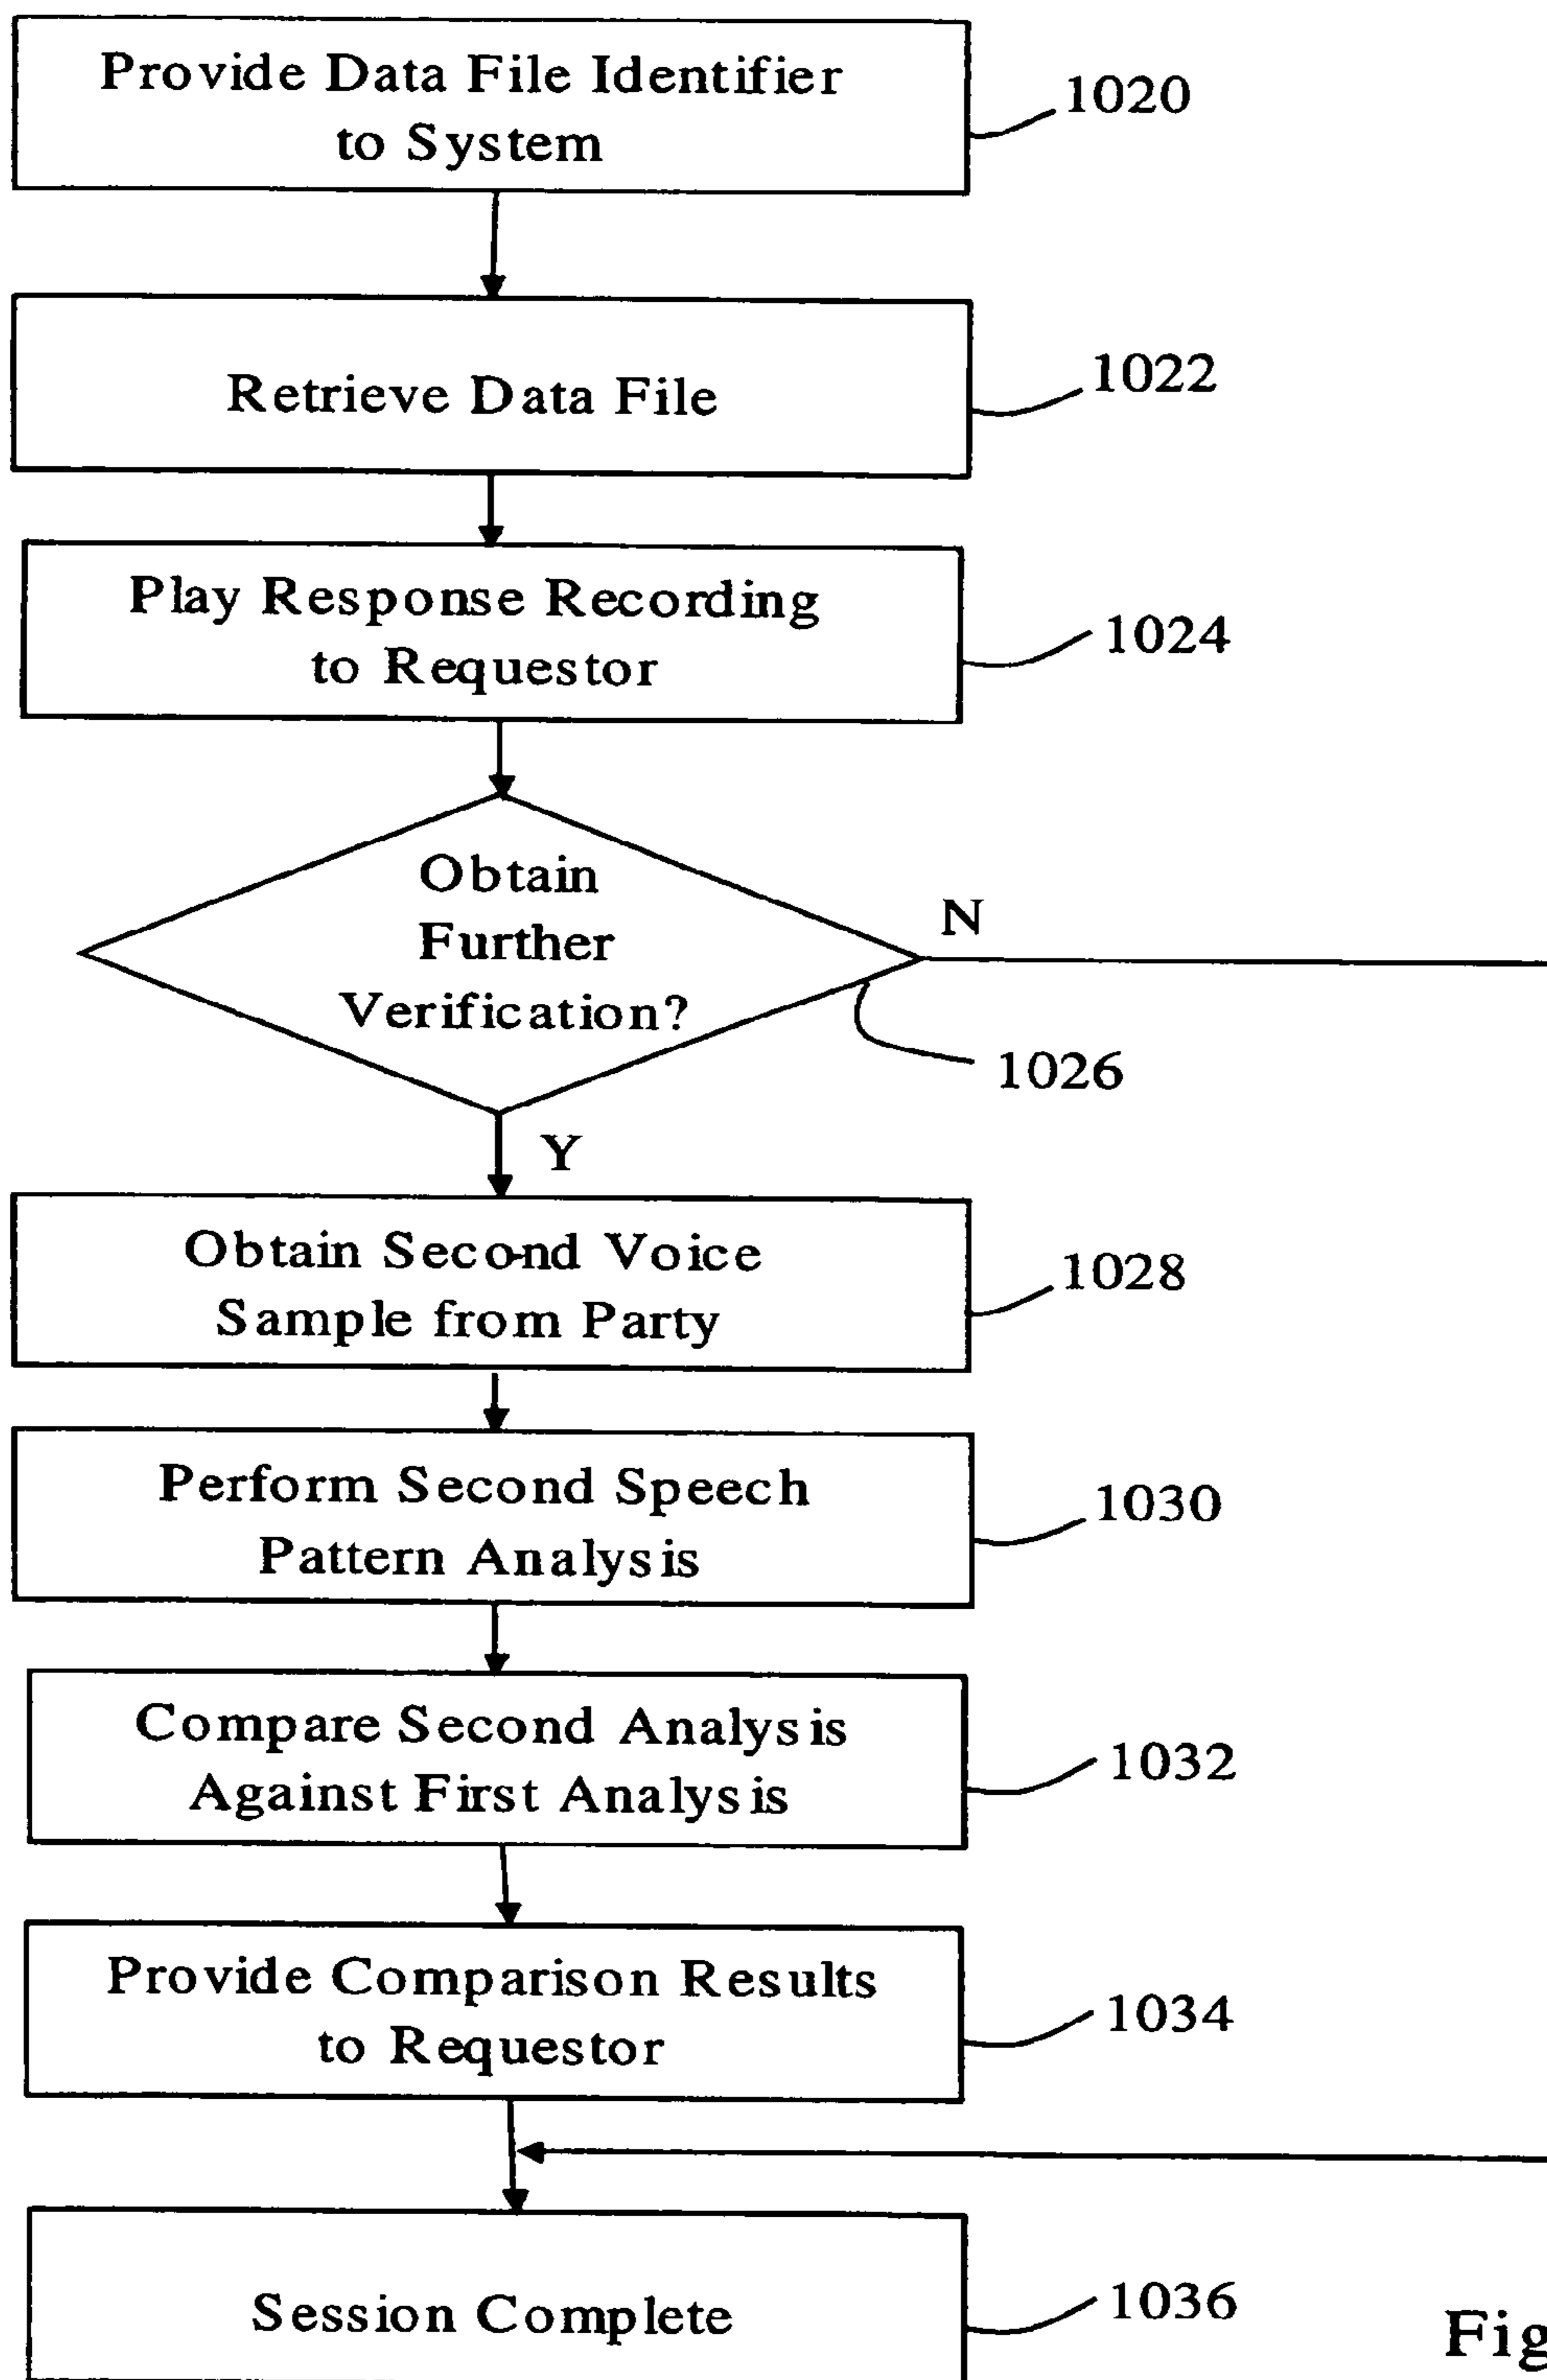 Provide Data File Identifier
to System
1020
Retrieve Data File
1022
Play Response Recording
to Requestor
1024
Obtain
Further
Verification?
N
1026
Y
Obtain Second Voice
Sample from Party
1028
Perform Second Speech
Pattern Analysis
1030
Compare Second Analysis
Against First Analysis
1032
Provide Comparison Results
to Requestor
1034
Session Complete
1036
Fig